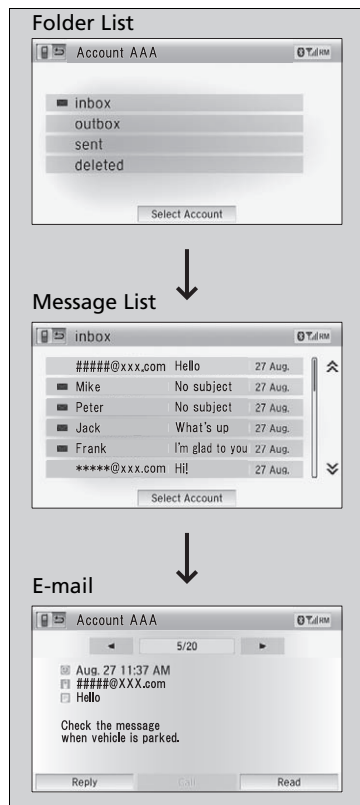 Folder List
Account AAA RM
inbox
outbox
sent
deleted
Select Account
Message List
inbox RM
#####@xxx.com Hello 27 Aug.
Mike No subject 27 Aug.
Peter No subject 27 Aug.
Jack What's up 27 Aug.
Frank I'm glad to you 27 Aug.
*****@xxx.com Hi! 27 Aug.
Select Account
E-mail
Account AAA RM
5/20
Aug. 27 11:37 AM
#####@XXX.com
Hello
Check the message
when vehicle is parked.
Reply Call Read